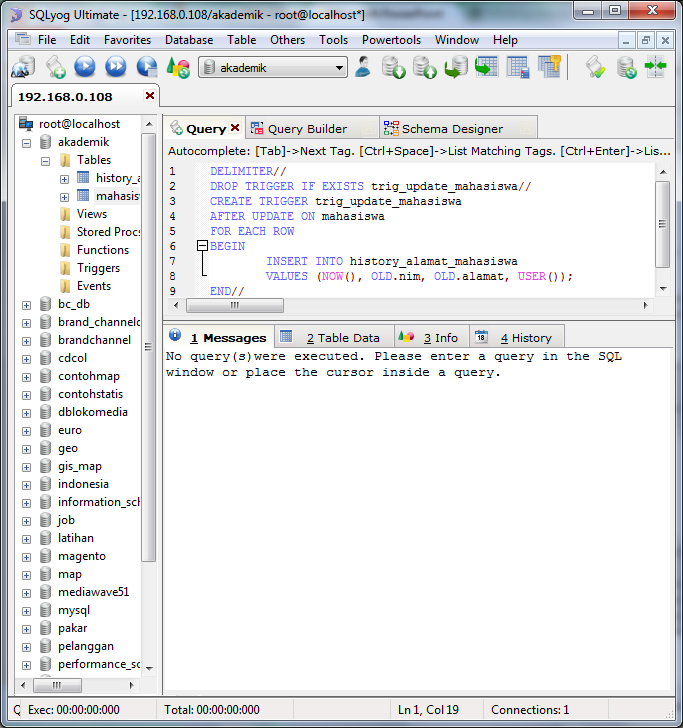 SQLyog Ultimate - [192.168.0.108/akademik - root@localhost*]
File Edit Favorites Database Table Others Tools Powertools Window Help
akademik
192.168.0.108
root@localhost
akademik
Tables
history_a
mahasis
Views
Stored Procs
Functions
Triggers
Events
bc_db
brand_channelc
brandchannel
cdcol
contohmap
contohstatis
dblokomedia
euro
geo
gis_map
indonesia
information_sch
job
latihan
magento
map
mediawave51
mysql
pakar
pelanggan
performance_sc
Query Query Builder Schema Designer
Autocomplete: [Tab]->Next Tag. [Ctrl+Space]->List Matching Tags. [Ctrl+Enter]->Lis...
1 DELIMITER//
2 DROP TRIGGER IF EXISTS trig_update_mahasiswa//
3 CREATE TRIGGER trig_update_mahasiswa
4 AFTER UPDATE ON mahasiswa
5 FOR EACH ROW
6 BEGIN
7 INSERT INTO history_alamat_mahasiswa
8 VALUES (NOW(), OLD.nim, OLD.alamat, USER());
9 END//
1 Messages 2 Table Data 3 Info 18 4 History
No query(s)were executed. Please enter a query in the SQL
window or place the cursor inside a query.
Q Exec: 00:00:00:000 Total: 00:00:00:000 Ln 1, Col 19 Connections: 1